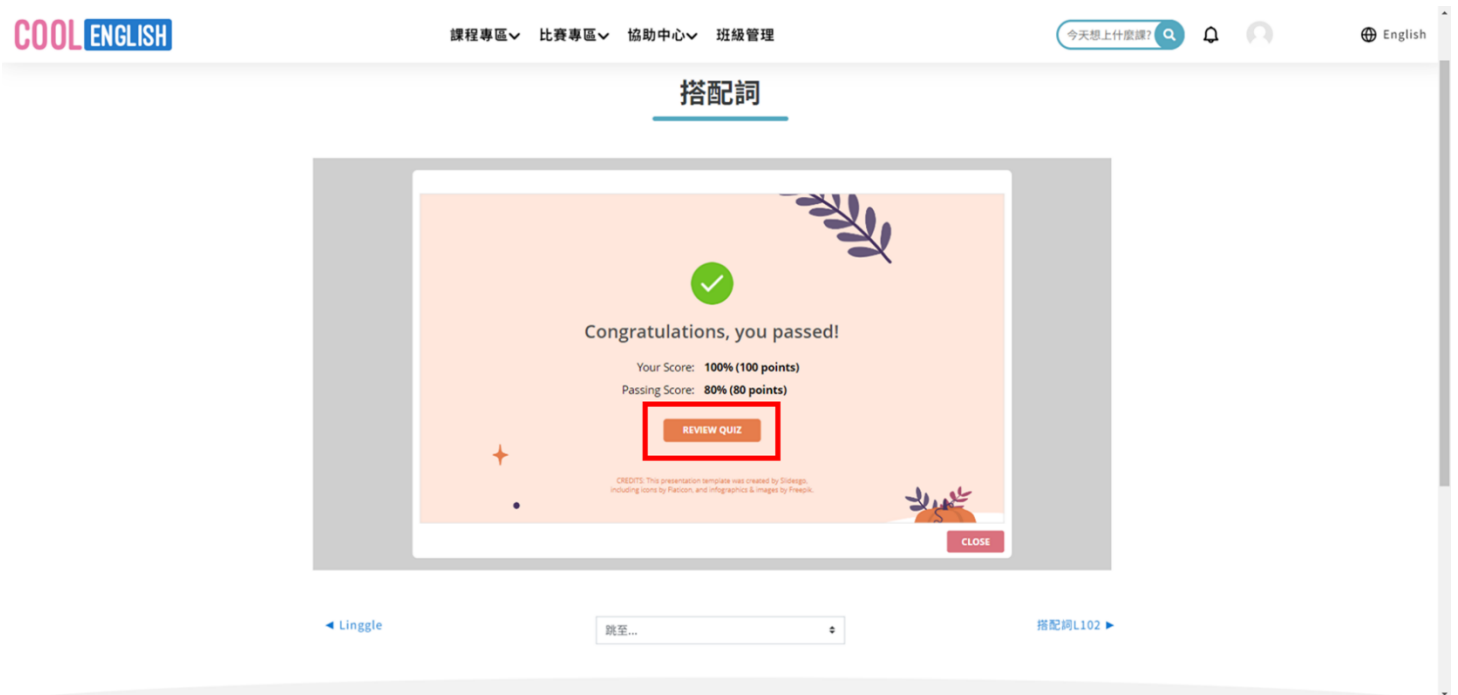 COOL ENGLISH
課程專區 比賽專區 協助中心 班級管理
今天想上什麼課?
English
搭配詞
Congratulations, you passed!
Your Score: 100% (100 points)
Passing Score: 80% (80 points)
REVIEW QUIZ
CREDITS: This presentation template was created by Slidesgo,
including icons by Flaticon, and infographics & images by Freepik.
CLOSE
◄ Linggle
跳至...
搭配詞L102 ►